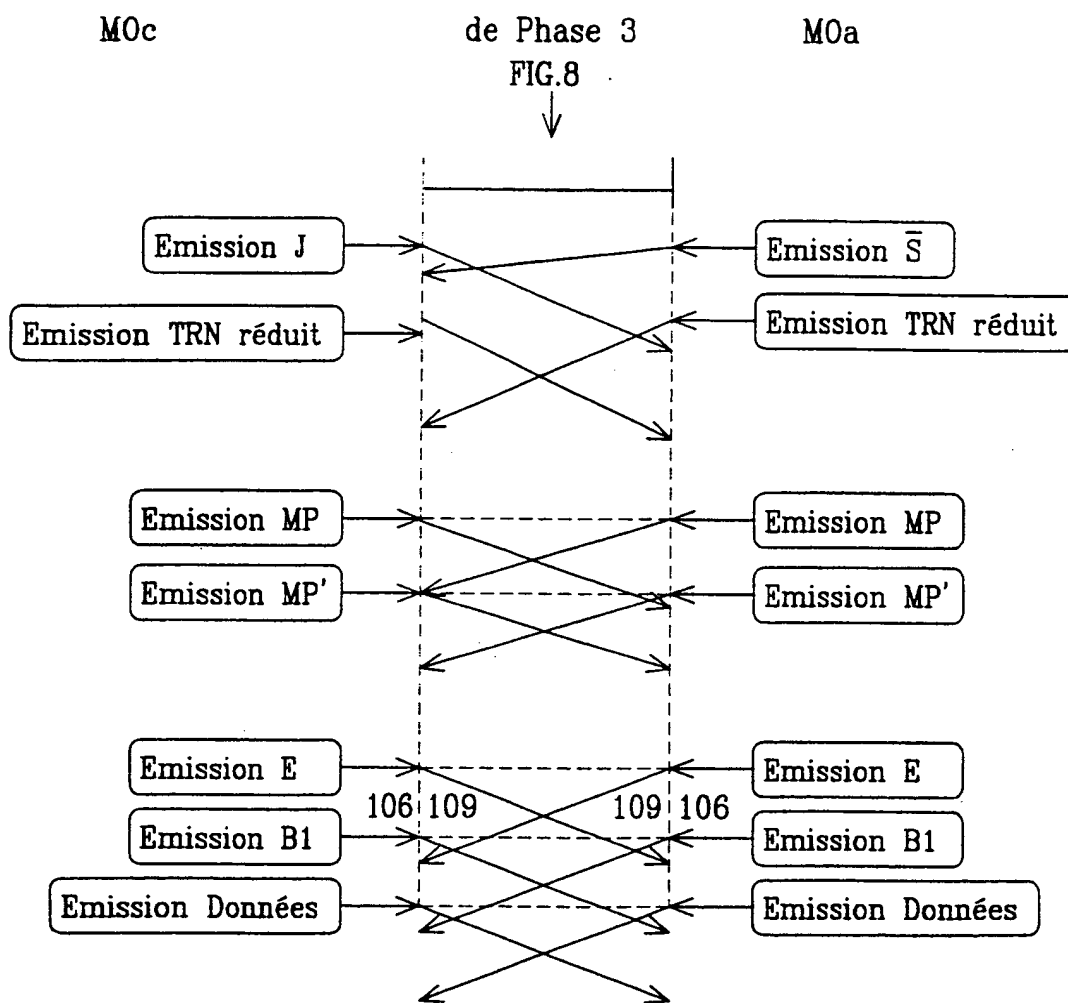 MOc de Phase 3 MOa
FIG.8
Emission J Emission S̅
Emission TRN réduit Emission TRN réduit
Emission MP Emission MP
Emission MP' Emission MP'
Emission E Emission E
106 109 109 106
Emission B1 Emission B1
Emission Données Emission Données